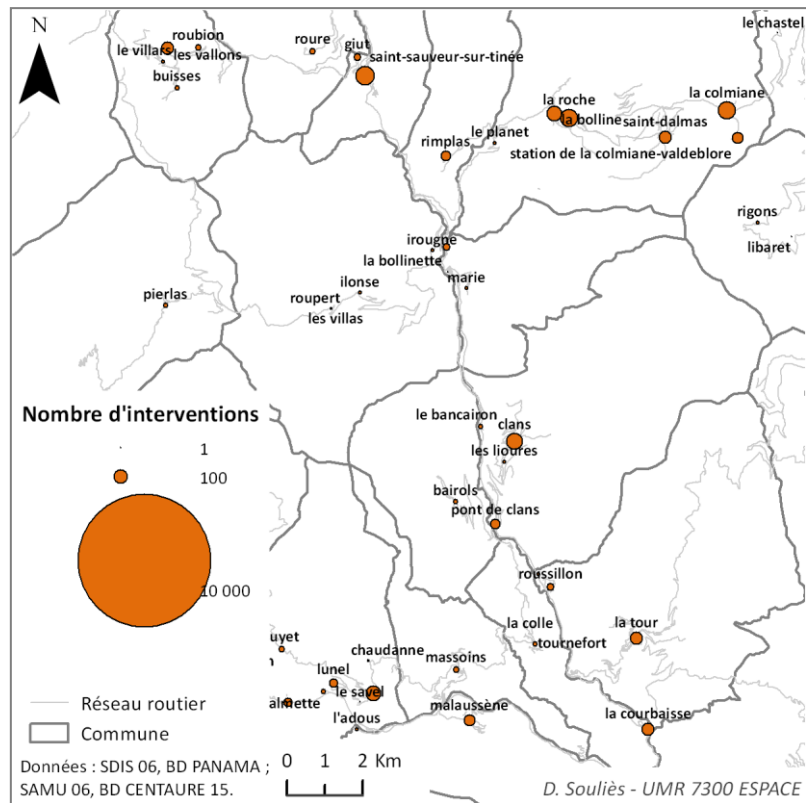 N
le chastel
roubion
le villars
les vallons
buisses
roure
giut
saint-sauveur-sur-tinée
la colmiane
la roche
la bolline
saint-dalmas
le planet
rimplas
station de la colmiane-valdeblore
rigons
libaret
irougne
la bollinette
marie
ilonse
roupert
les villas
pierlas
Nombre d'interventions
1
100
10 000
le bancairon
clans
les lioures
bairols
pont de clans
roussillon
la colle
la tour
tournefort
uyet
chaudanne
massoins
lunel
le savel
almette
malaussène
l'adous
la courbaisse
Réseau routier
Commune
0 1 2 Km
Données : SDIS 06, BD PANAMA ;
SAMU 06, BD CENTAURE 15.
D. Souliès - UMR 7300 ESPACE